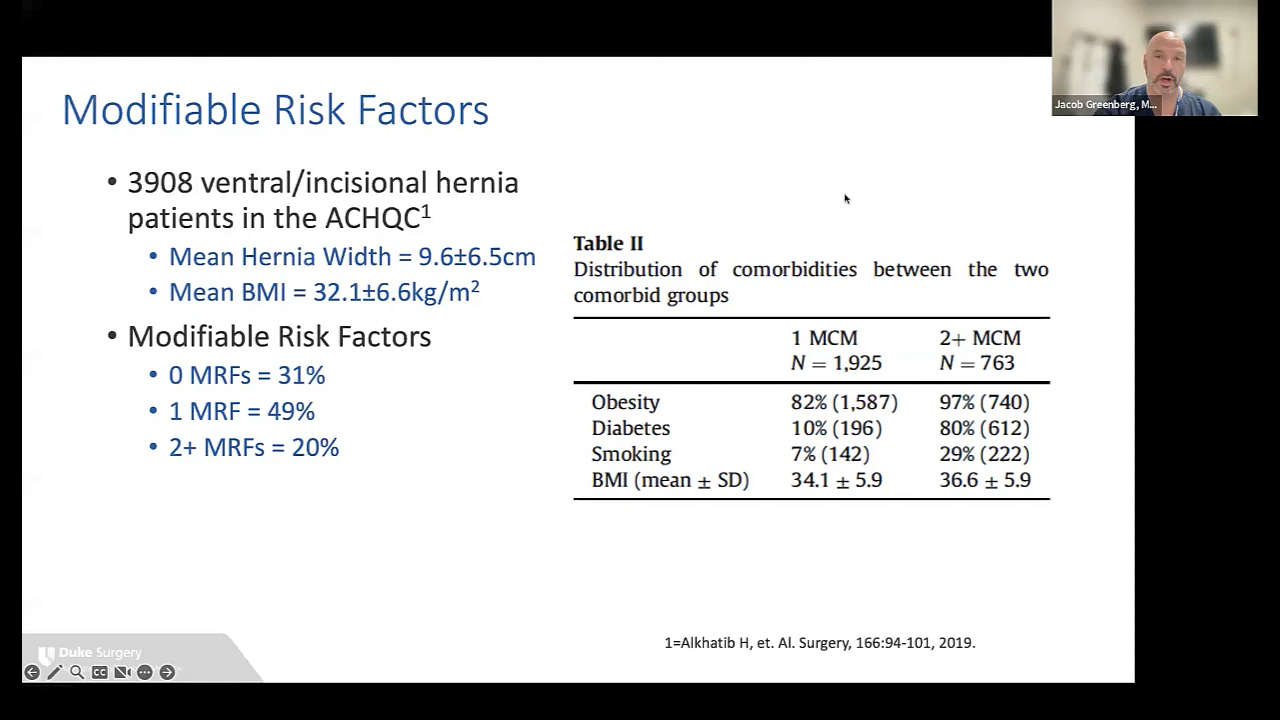 Modifiable Risk Factors
• 3908 ventral/incisional hernia
patients in the ACHQC¹
• Mean Hernia Width = 9.6±6.5cm
• Mean BMI = 32.1±6.6kg/m²
• Modifiable Risk Factors
• 0 MRFs = 31%
• 1 MRF = 49%
• 2+ MRFs = 20%
Table II
Distribution of comorbidities between the two
comorbid groups
1 MCM 2+ MCM
N = 1,925 N = 763
Obesity 82% (1,587) 97% (740)
Diabetes 10% (196) 80% (612)
Smoking 7% (142) 29% (222)
BMI (mean ± SD) 34.1 ± 5.9 36.6 ± 5.9
1=Alkhatib H, et. Al. Surgery, 166:94-101, 2019.
Duke Surgery
CC
Jacob Greenberg, M...